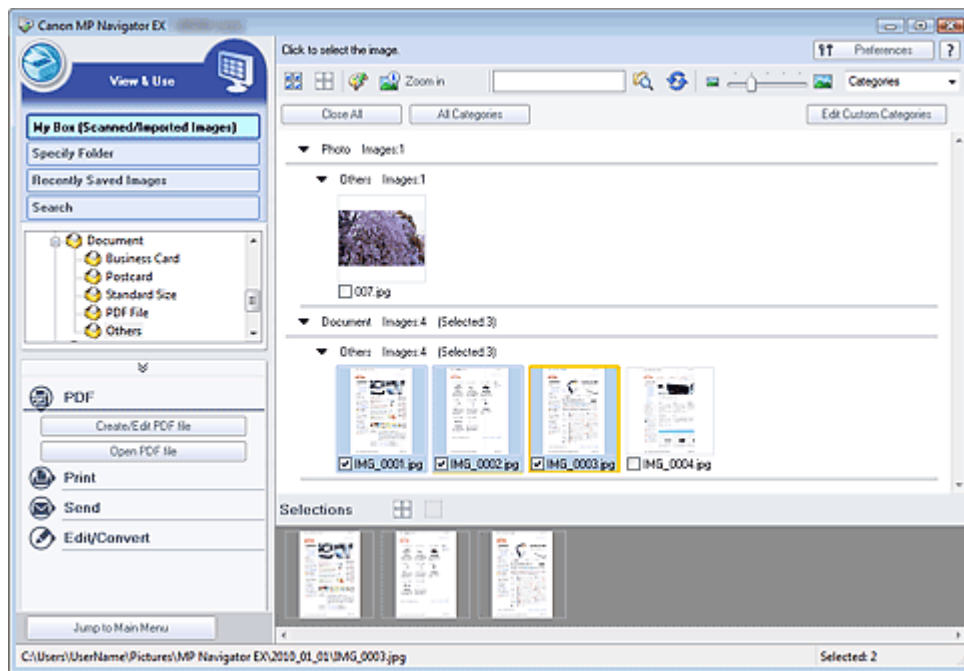 Canon MP Navigator EX
View & Use
My Box (Scanned/Imported Images)
Specify Folder
Recently Saved Images
Search
Document
Business Card
Postcard
Standard Size
PDF File
Others
PDF
Create/Edit PDF file
Open PDF file
Print
Send
Edit/Convert
Jump to Main Menu
Click to select the image.
Preferences
?
Zoom in
Categories
Close All
All Categories
Edit Custom Categories
Photo Images:1
Others Images:1
007.jpg
Document Images:4 (Selected:3)
Others Images:4 (Selected:3)
IMG_0001.jpg
IMG_0002.jpg
IMG_0003.jpg
IMG_0004.jpg
Selections
C:\Users\UserName\Pictures\MP Navigator EX\2010_01_01\IMG_0003.jpg
Selected: 2